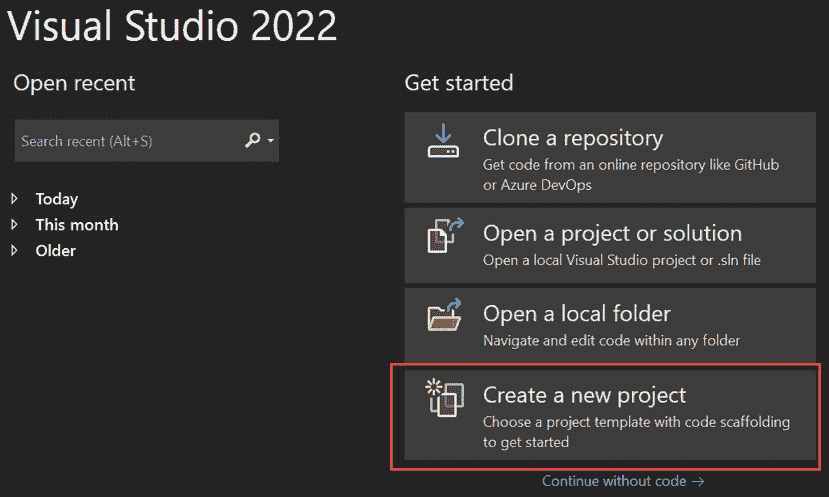 Visual Studio 2022
Open recent
Search recent (Alt+S)
Today
This month
Older
Get started
Clone a repository
Get code from an online repository like GitHub
or Azure DevOps
Open a project or solution
Open a local Visual Studio project or .sln file
Open a local folder
Navigate and edit code within any folder
Create a new project
Choose a project template with code scaffolding
to get started
Continue without code →